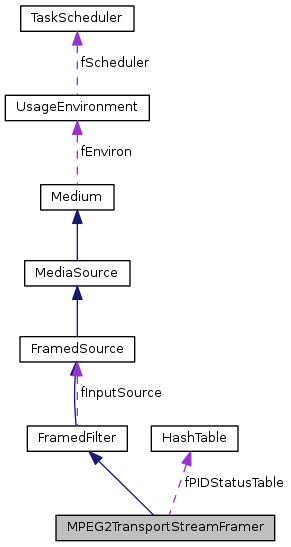 TaskScheduler
fScheduler
UsageEnvironment
fEnviron
Medium
MediaSource
FramedSource
fInputSource
FramedFilter
HashTable
fPIDStatusTable
MPEG2TransportStreamFramer